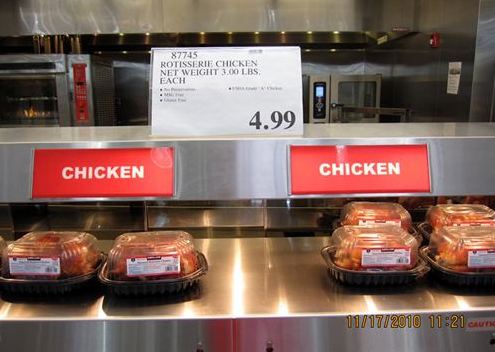 87745
ROTISSERIE CHICKEN
NET WEIGHT 3.00 LBS.
EACH
• No Preservatives • USDA Grade 'A' Chicken
• MSG Free
• Gluten Free
4.99
CHICKEN
CHICKEN
11/17/2010 11:21
CAUTI